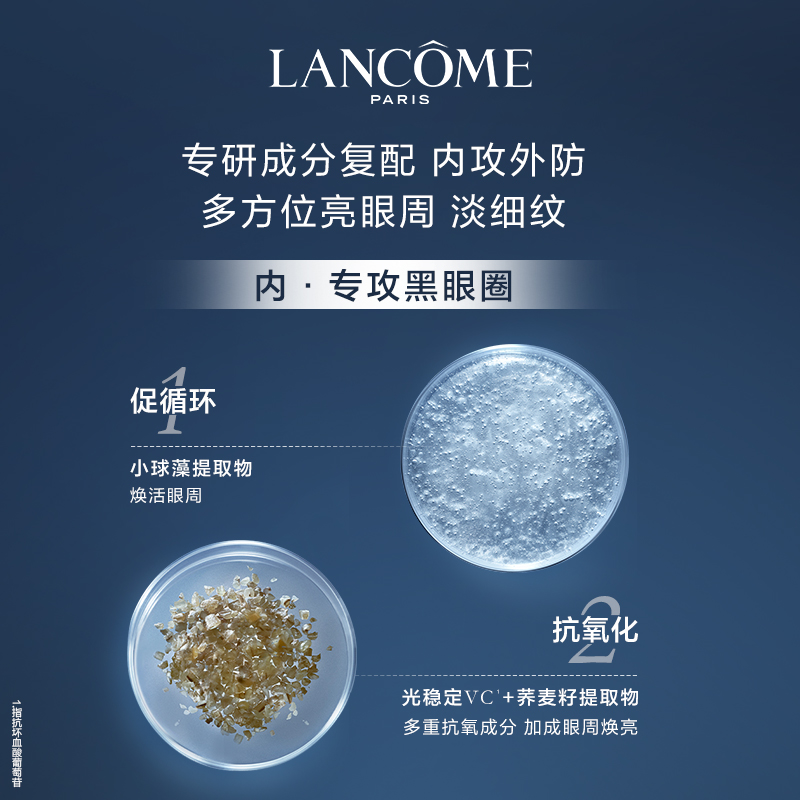 LANCÔME
PARIS
专研成分复配 内攻外防
多方位亮眼周 淡细纹
内·专攻黑眼圈
1
促循环
小球藻提取物
焕活眼周
2
抗氧化
光稳定VC¹+荞麦籽提取物
多重抗氧成分 加成眼周焕亮
1指抗坏血酸葡萄苷